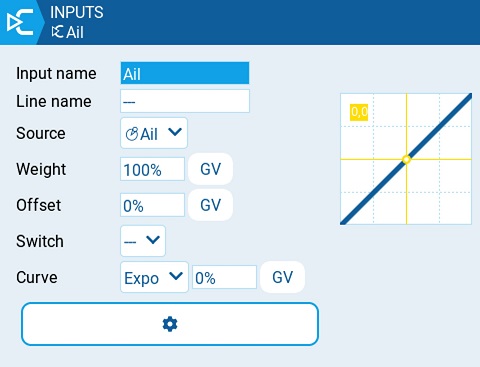 INPUTS
Ail
Input name Ail
Line name ---
Source Ail
Weight 100% GV
Offset 0% GV
Switch ---
Curve Expo 0% GV
0,0